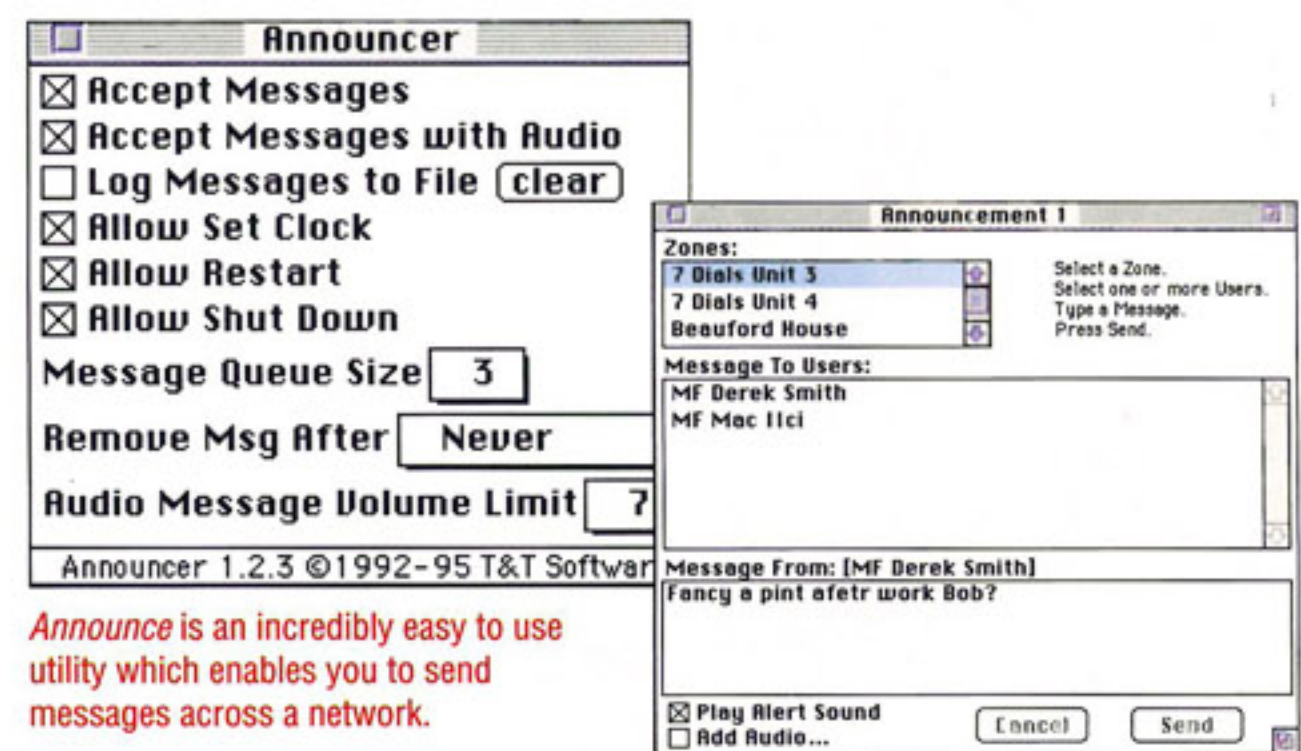 Announcer
Accept Messages
Accept Messages with Audio
Log Messages to File clear
Allow Set Clock
Allow Restart
Allow Shut Down
Message Queue Size 3
Remove Msg After Never
Audio Message Volume Limit 7
Announcer 1.2.3 ©1992-95 T&T Softwar
Announce is an incredibly easy to use
utility which enables you to send
messages across a network.
Announcement 1
Zones:
7 Dials Unit 3
7 Dials Unit 4
Beauford House
Select a Zone.
Select one or more Users.
Type a Message.
Press Send.
Message To Users:
MF Derek Smith
MF Mac IIci
Message From: [MF Derek Smith]
Fancy a pint afetr work Bob?
Play Alert Sound
Add Audio...
Cancel
Send